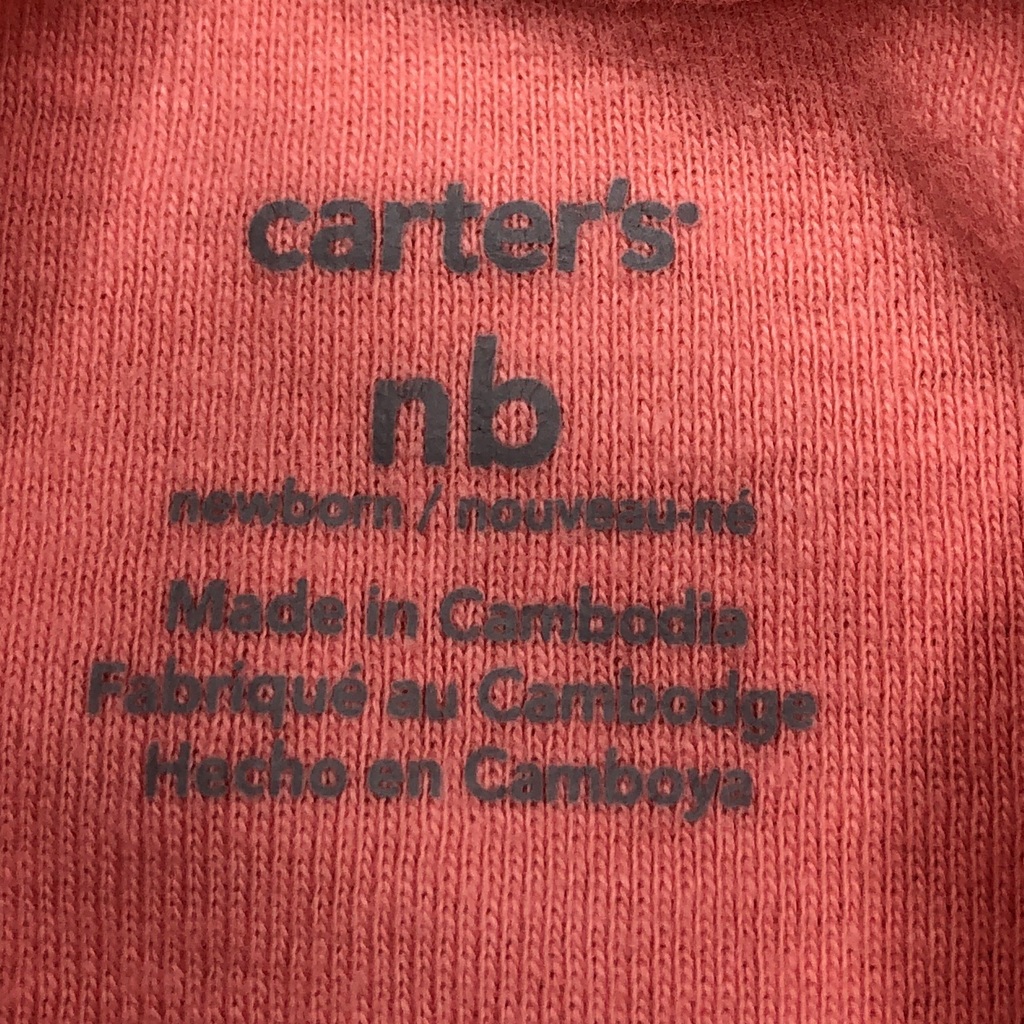 carter's
nb
newborn / nouveau-né
Made in Cambodia
Fabriqué au Cambodge
Hecho en Camboya